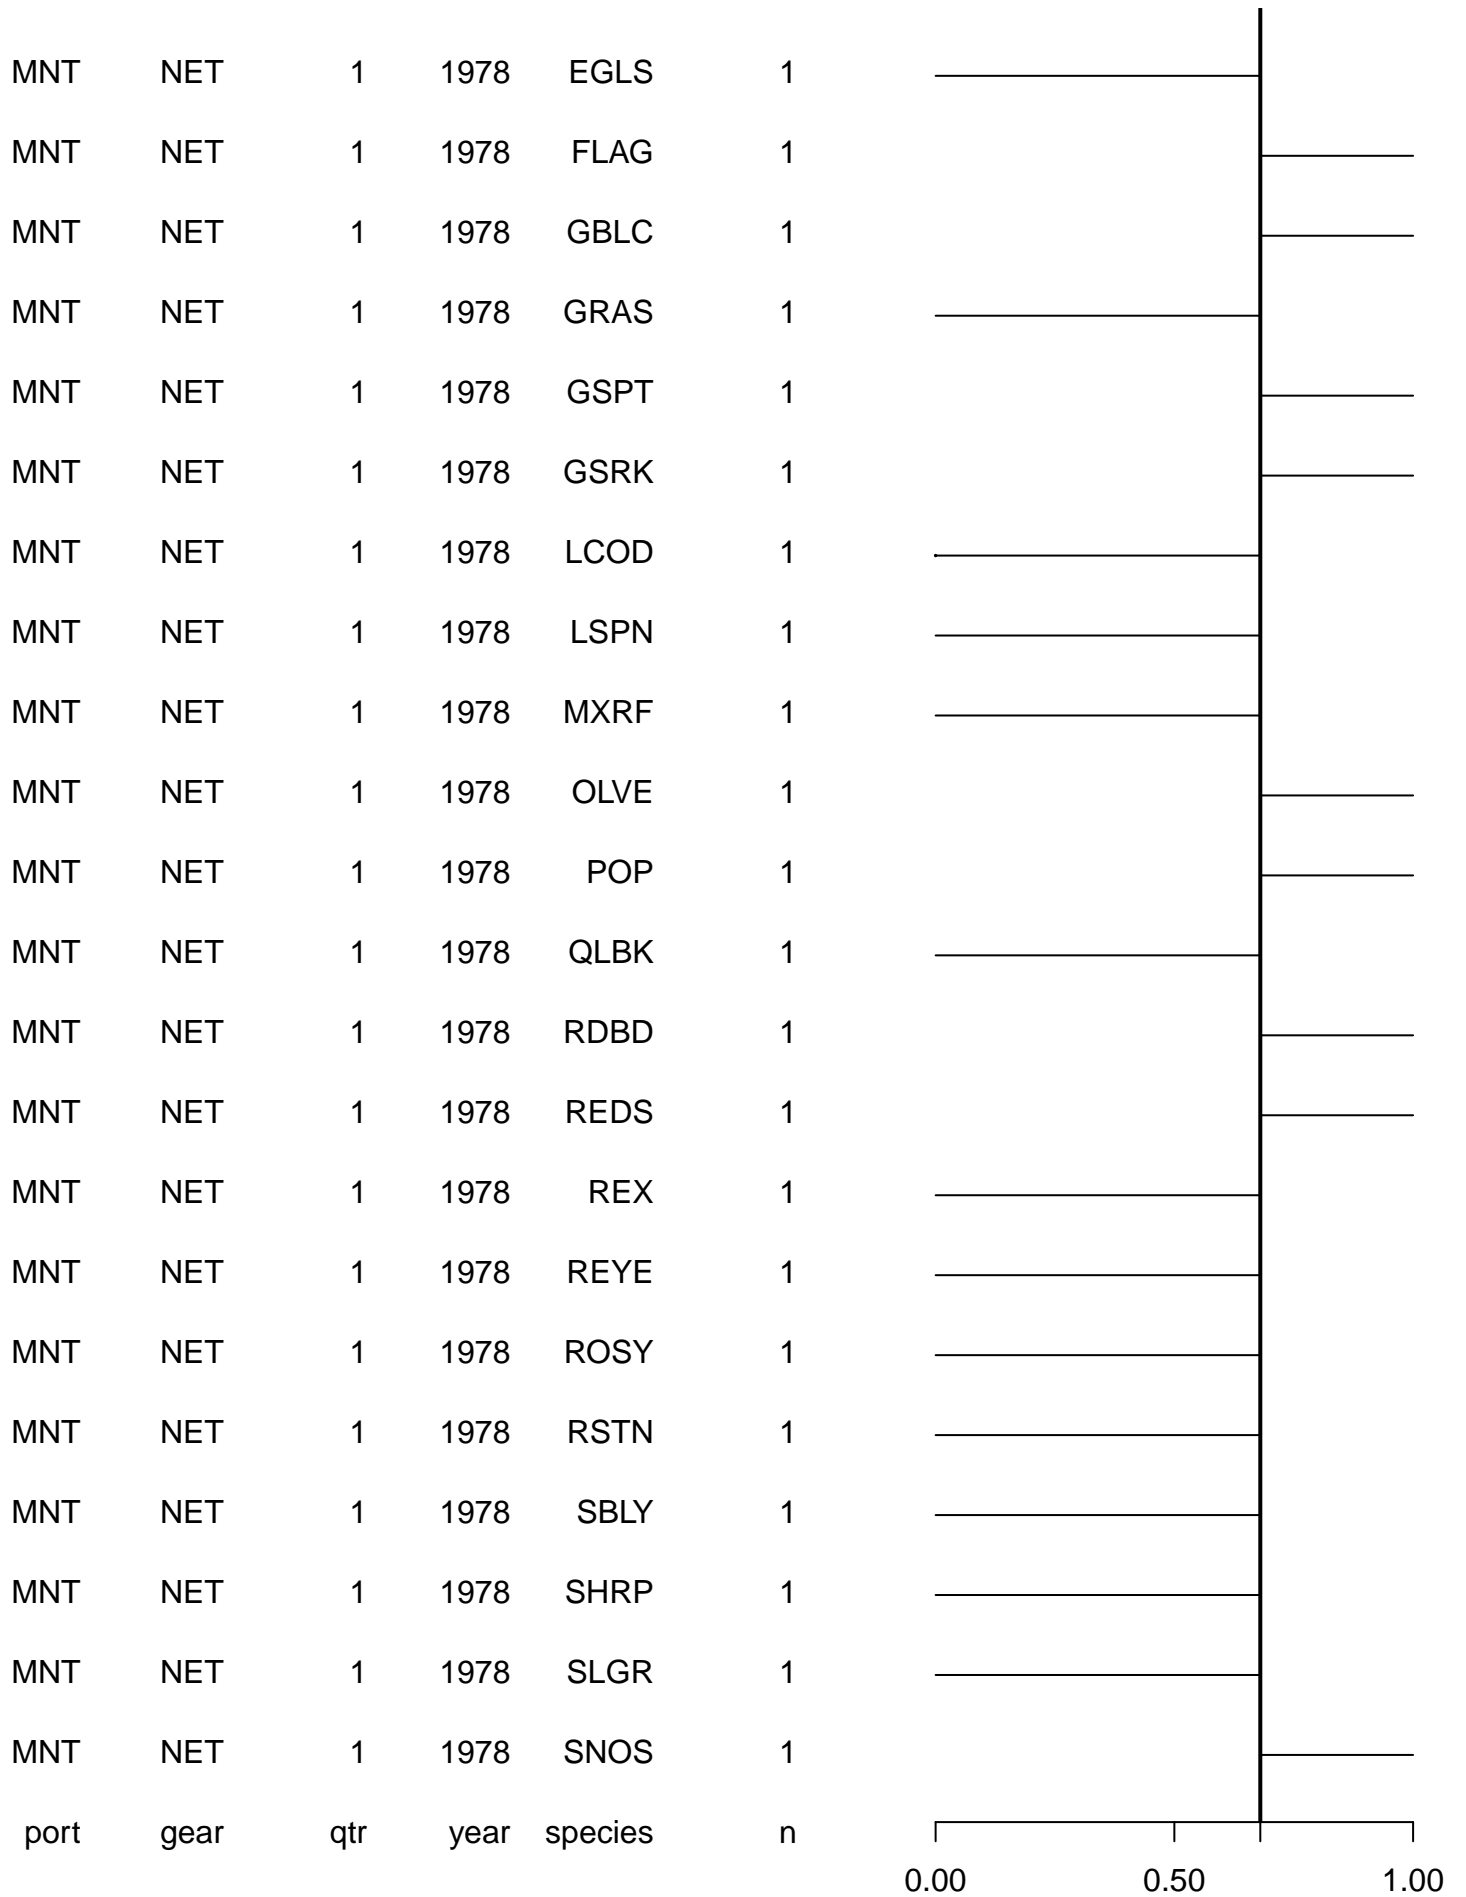 MNT NET 1 1978 EGLS 1
MNT NET 1 1978 FLAG 1
MNT NET 1 1978 GBLC 1
MNT NET 1 1978 GRAS 1
MNT NET 1 1978 GSPT 1
MNT NET 1 1978 GSRK 1
MNT NET 1 1978 LCOD 1
MNT NET 1 1978 LSPN 1
MNT NET 1 1978 MXRF 1
MNT NET 1 1978 OLVE 1
MNT NET 1 1978 POP 1
MNT NET 1 1978 QLBK 1
MNT NET 1 1978 RDBD 1
MNT NET 1 1978 REDS 1
MNT NET 1 1978 REX 1
MNT NET 1 1978 REYE 1
MNT NET 1 1978 ROSY 1
MNT NET 1 1978 RSTN 1
MNT NET 1 1978 SBLY 1
MNT NET 1 1978 SHRP 1
MNT NET 1 1978 SLGR 1
MNT NET 1 1978 SNOS 1
port gear qtr year species n
0.00 0.50 1.00